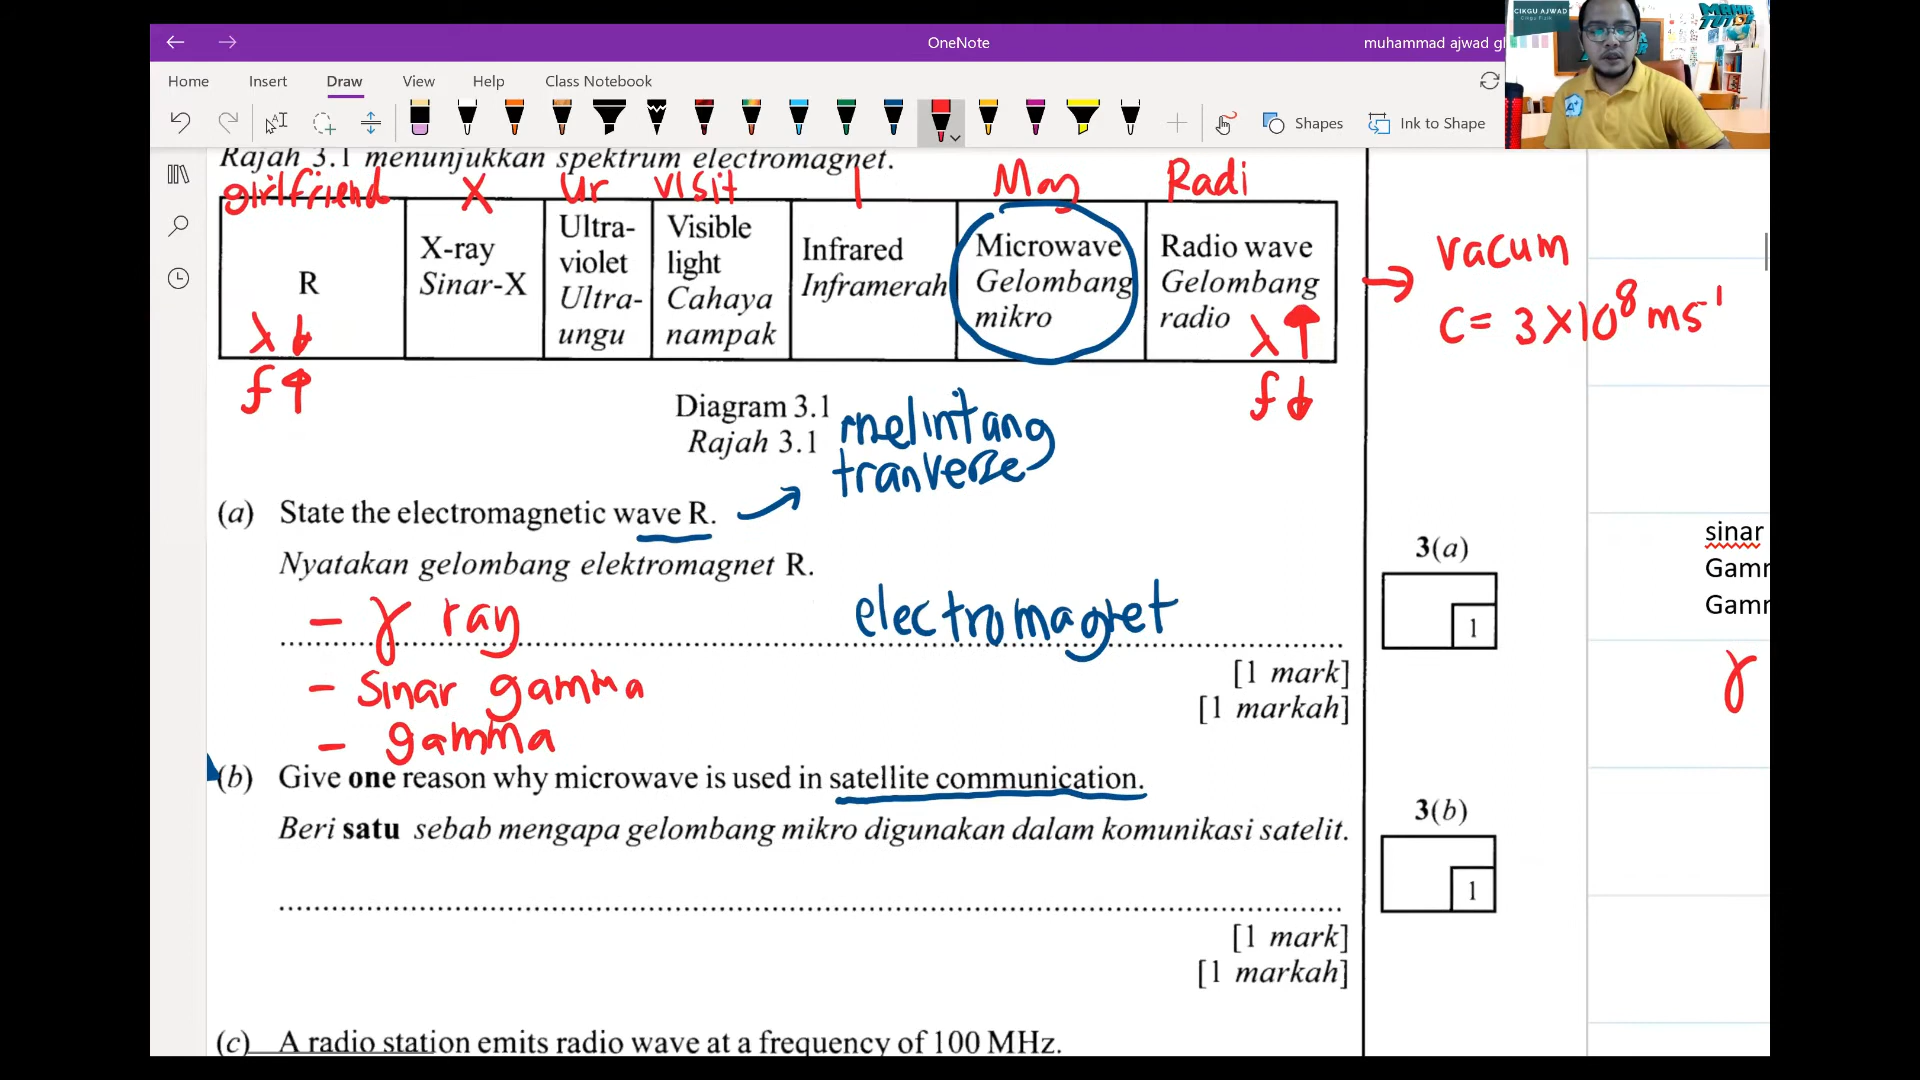 CIKGU AJWAD
OneNote
muhammad ajwad gl
Home Insert Draw View Help Class Notebook
Shapes Ink to Shape
Rajah 3.1 menunjukkan spektrum electromagnet.
girlfriend X Ur visit I May Radi
R
X-ray
Sinar-X
Ultra-
violet
Ultra-
ungu
Visible
light
Cahaya
nampak
Infrared
Inframerah
Microwave
Gelombang
mikro
Radio wave
Gelombang
radio
λ↓
f↑
λ↑
f↓
→ vacum
C = 3×10⁸ ms⁻¹
Diagram 3.1
Rajah 3.1
melintang
tranverse
(a) State the electromagnetic wave R.
Nyatakan gelombang elektromagnet R.
- γ ray
electromagnet
[1 mark]
[1 markah]
- sinar gamma
- gamma
3(a)
1
sinar
Gamm
Gamm
γ
(b) Give one reason why microwave is used in satellite communication.
Beri satu sebab mengapa gelombang mikro digunakan dalam komunikasi satelit.
[1 mark]
[1 markah]
3(b)
1
(c) A radio station emits radio wave at a frequency of 100 MHz.